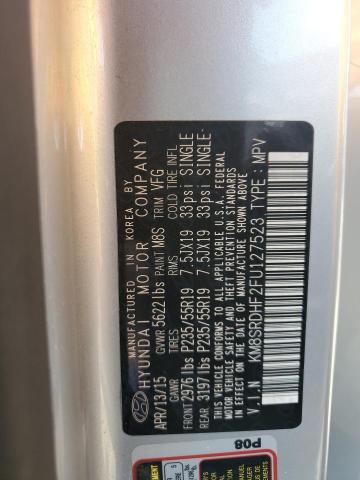 MANUFACTURED IN KOREA BY
HYUNDAI MOTOR COMPANY
APR/13/15 GVWR 5622lbs PAINT M8S TRIM VFG
GAWR TIRES RIMS COLD TIRE INFL
FRONT 2976 lbs P235/55R19 7.5JX19 33psi SINGLE
REAR 3197 lbs P235/55R19 7.5JX19 33psi SINGLE
THIS VEHICLE CONFORMS TO ALL APPLICABLE U.S.A. FEDERAL
MOTOR VEHICLE SAFETY AND THEFT PREVENTION STANDARDS
IN EFFECT ON THE DATE OF MANUFACTURE SHOWN ABOVE.
V.I.N : KM8SRDHF2FU127523 TYPE : MPV
P08